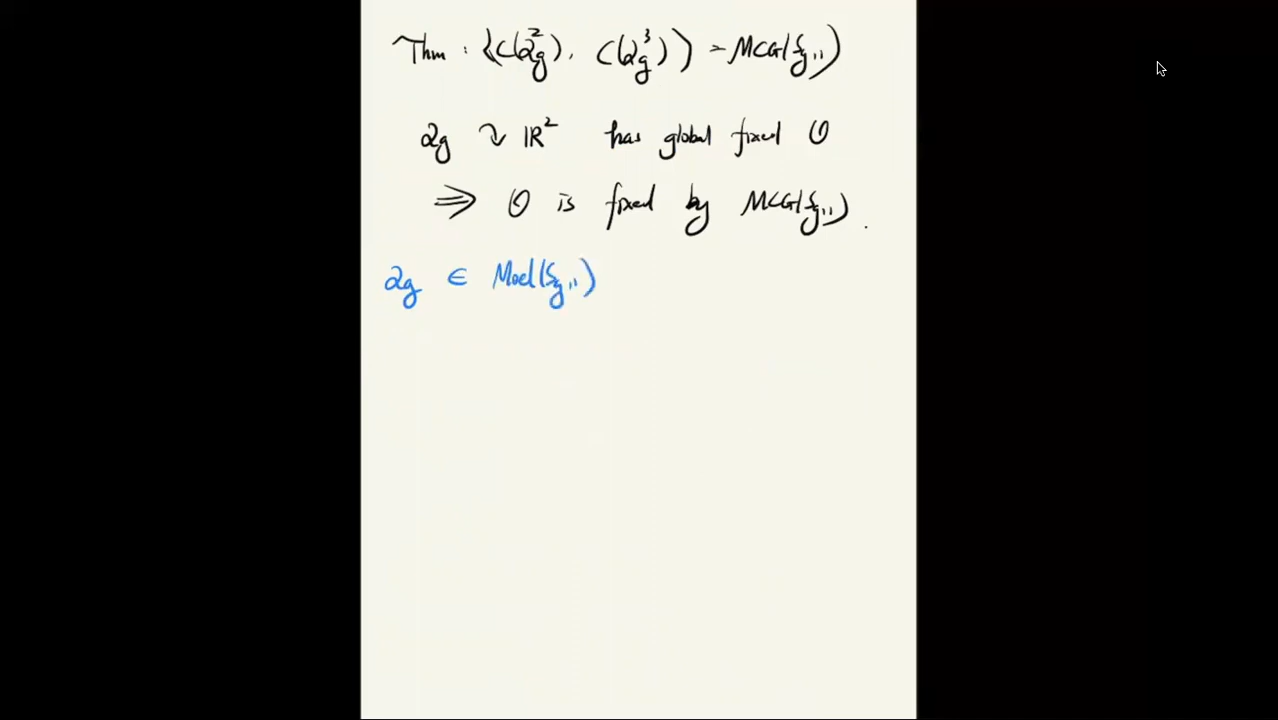 Thm : ⟨C(α_g^2), C(α_g^3)⟩ = MCG(S_{g,1})
α_g ↷ ℝ^2 has global fixed O
⇒ O is fixed by MCG(S_{g,1}).
α_g ∈ Mod(S_{g,1})